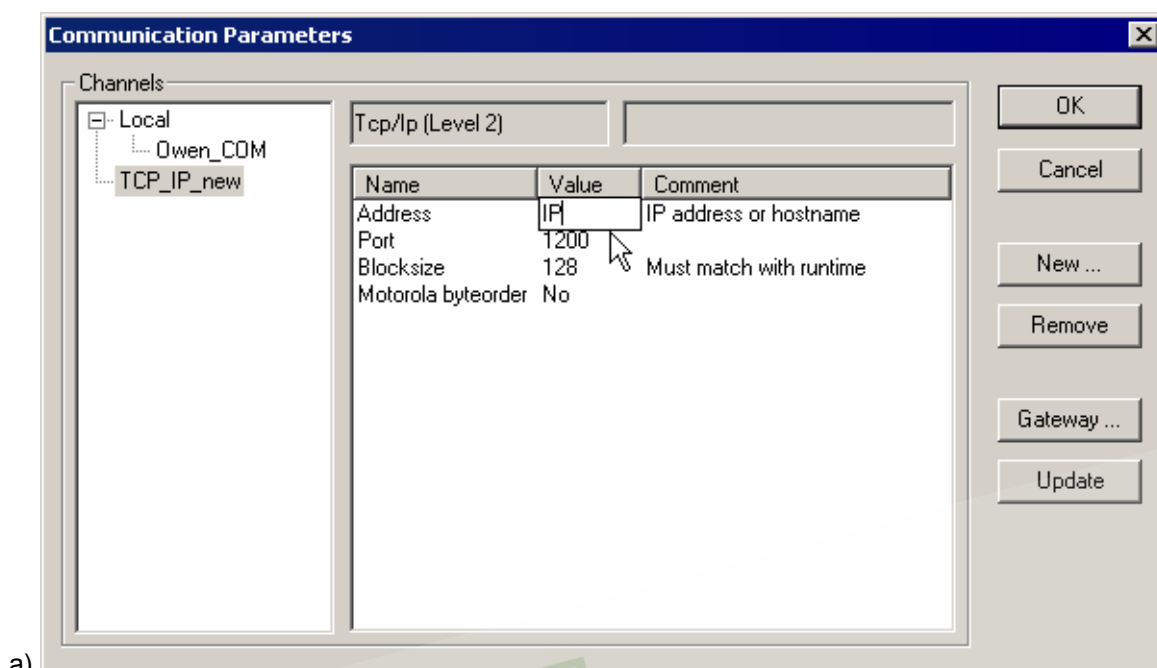 Communication Parameters
Channels
Local
Owen_COM
TCP_IP_new
Tcp/Ip (Level 2)
Name Value Comment
Address IP IP address or hostname
Port 1200
Blocksize 128 Must match with runtime
Motorola byteorder No
OK
Cancel
New ...
Remove
Gateway ...
Update
a)